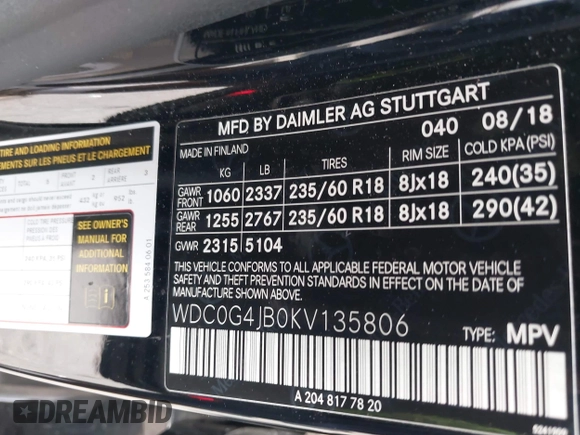 MFD. BY DAIMLER AG STUTTGART
040 08/18
MADE IN FINLAND
KG LB TIRES RIM SIZE COLD KPA (PSI)
GAWR FRONT 1060 2337 235/60 R18 8Jx18 240(35)
GAWR REAR 1255 2767 235/60 R18 8Jx18 290(42)
GVWR 2315 5104
THIS VEHICLE CONFORMS TO ALL APPLICABLE FEDERAL MOTOR VEHICLE
SAFETY AND THEFT PREVENTION STANDARDS IN EFFECT ON THE DATE OF
MANUFACTURE.
WDC0G4JB0KV135806
TYPE: MPV
A 204 817 78 20
TIRE AND LOADING INFORMATION
SUR LES PNEUS ET LE CHARGEMENT
SEE OWNER'S
MANUAL FOR
ADDITIONAL
INFORMATION
A 253 584 06 01
DREAMBID